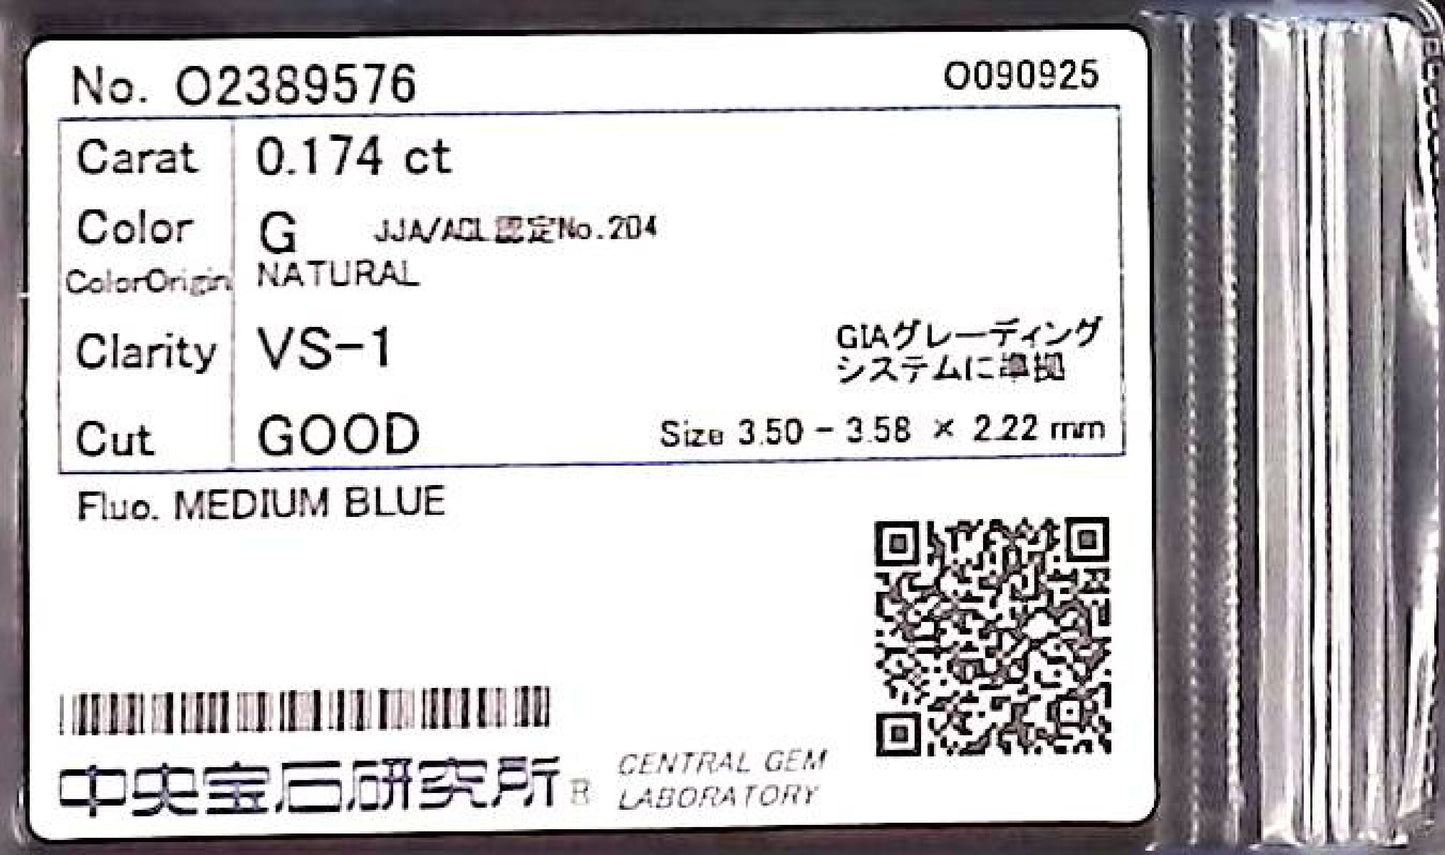 No. O2389576
O090925
Carat 0.174 ct
Color G JJA/AGL認定No.204
ColorOrigin NATURAL
Clarity VS-1
GIAグレーディング
システムに準拠
Cut GOOD
Size 3.50 - 3.58 × 2.22 mm
Fluo. MEDIUM BLUE
中央宝石研究所® CENTRAL GEM
LABORATORY